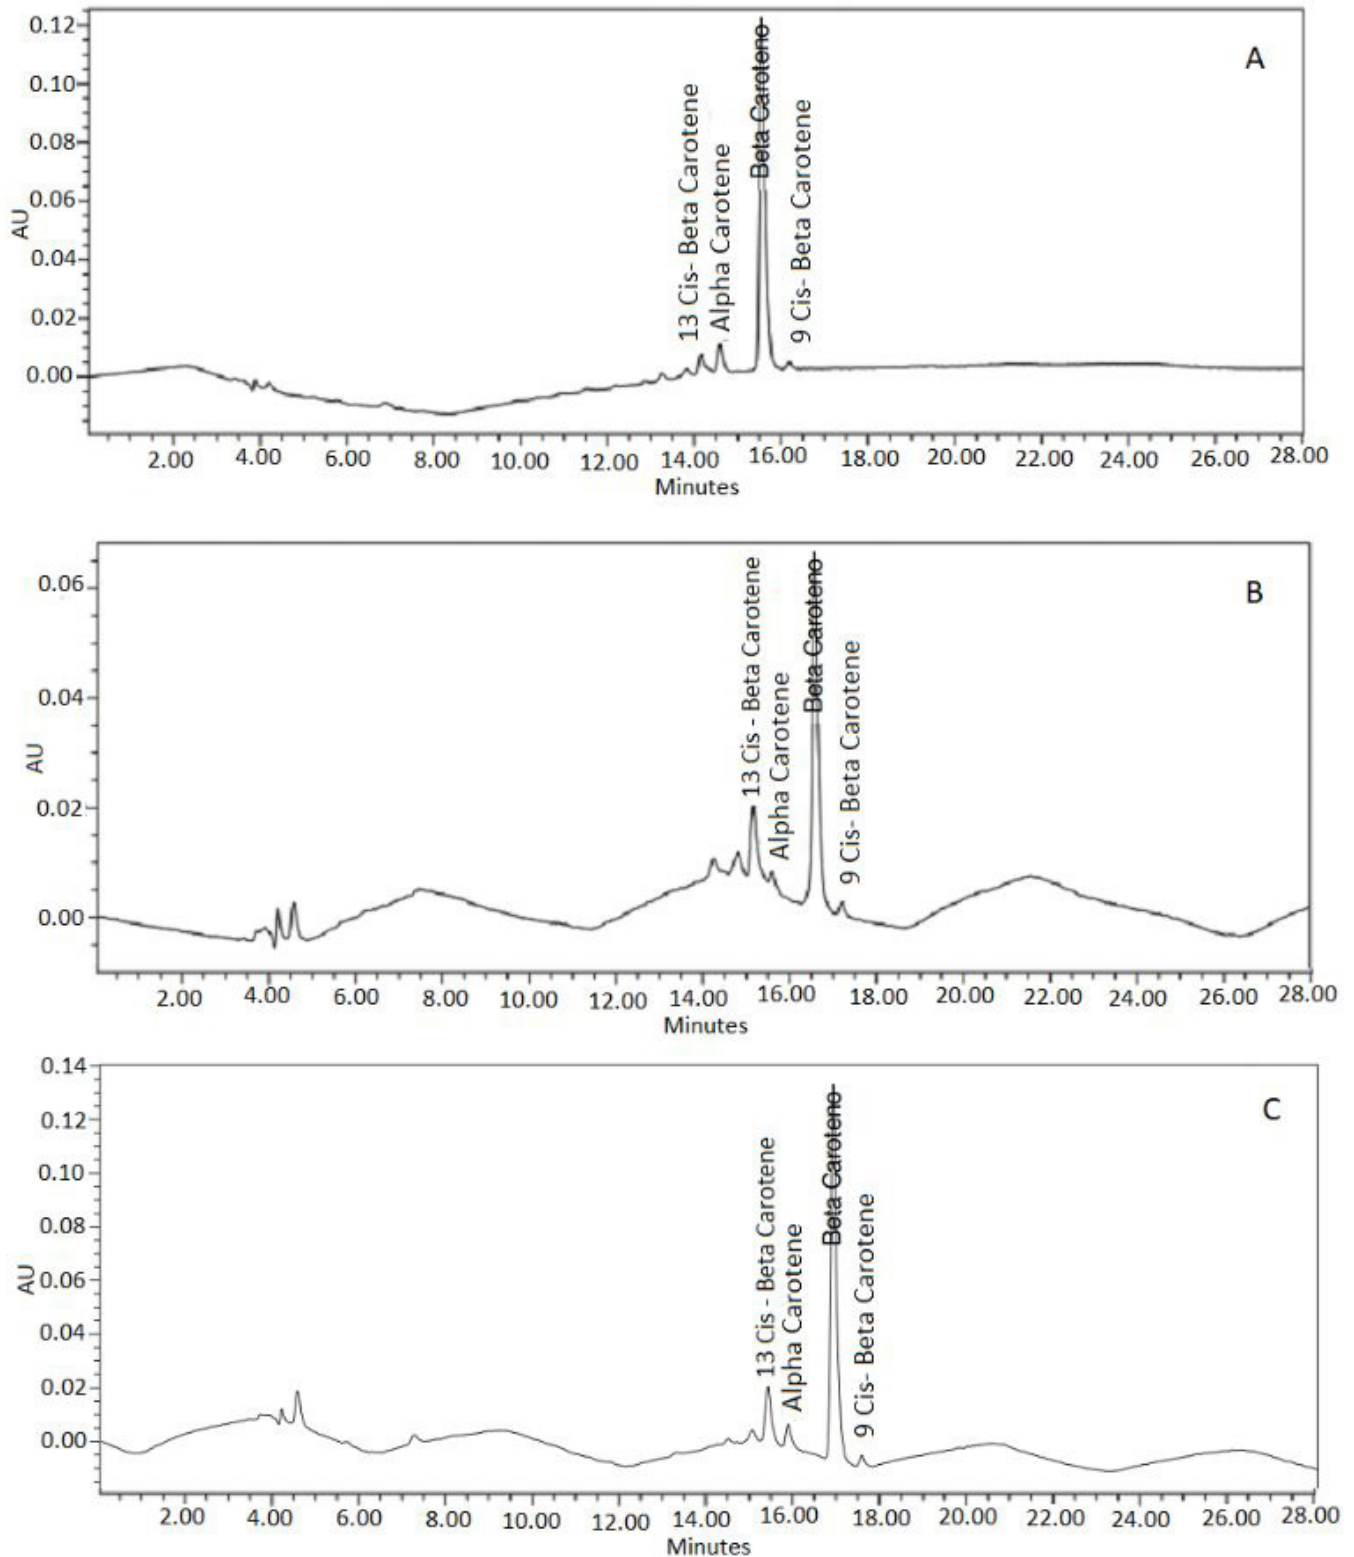 0.12
0.10
0.08
0.06
0.04
0.02
0.00
AU
13 Cis- Beta Carotene
Alpha Carotene
Beta Caroteno
9 Cis- Beta Carotene
A
2.00 4.00 6.00 8.00 10.00 12.00 14.00 16.00 18.00 20.00 22.00 24.00 26.00 28.00
Minutes
0.06
0.04
0.02
0.00
AU
13 Cis - Beta Carotene
Alpha Carotene
Beta Caroteno
9 Cis- Beta Carotene
B
2.00 4.00 6.00 8.00 10.00 12.00 14.00 16.00 18.00 20.00 22.00 24.00 26.00 28.00
Minutes
0.14
0.12
0.10
0.08
0.06
0.04
0.02
0.00
AU
13 Cis - Beta Carotene
Alpha Carotene
Beta Caroteno
9 Cis- Beta Carotene
C
2.00 4.00 6.00 8.00 10.00 12.00 14.00 16.00 18.00 20.00 22.00 24.00 26.00 28.00
Minutes